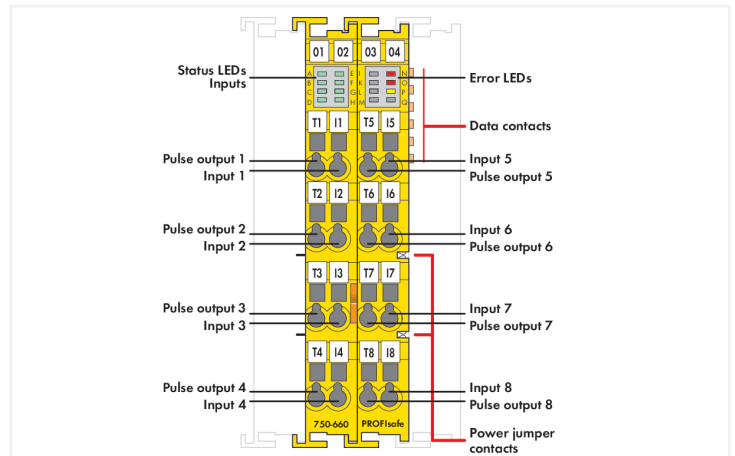 01 02 03 04
Status LEDs
Inputs
A
B
C
D
E
F
G
H
I
K
L
M
N
O
P
Q
Error LEDs
T1 I1 T5 I5
Data contacts
Pulse output 1
Input 1
Input 5
Pulse output 5
T2 I2 T6 I6
Pulse output 2
Input 2
Input 6
Pulse output 6
T3 I3 T7 I7
Pulse output 3
Input 3
Input 7
Pulse output 7
T4 I4 T8 I8
Pulse output 4
Input 4
Input 8
Pulse output 8
750-660 PROFIsafe
Power jumper
contacts